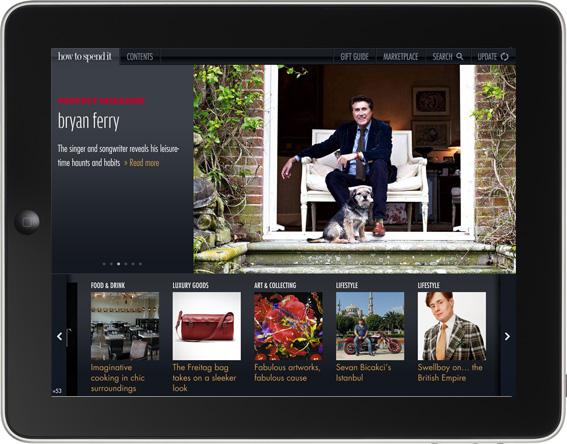 how to spend it CONTENTS GIFT GUIDE MARKETPLACE SEARCH UPDATE
PERFECT WEEKEND
bryan ferry
The singer and songwriter reveals his leisure-
time haunts and habits » Read more
FOOD & DRINK LUXURY GOODS ART & COLLECTING LIFESTYLE LIFESTYLE
Imaginative
cooking in chic
surroundings
The Freitag bag
takes on a sleeker
look
Fabulous artworks,
fabulous cause
Sevan Bicakci's
Istanbul
Swellboy on... the
British Empire
+53